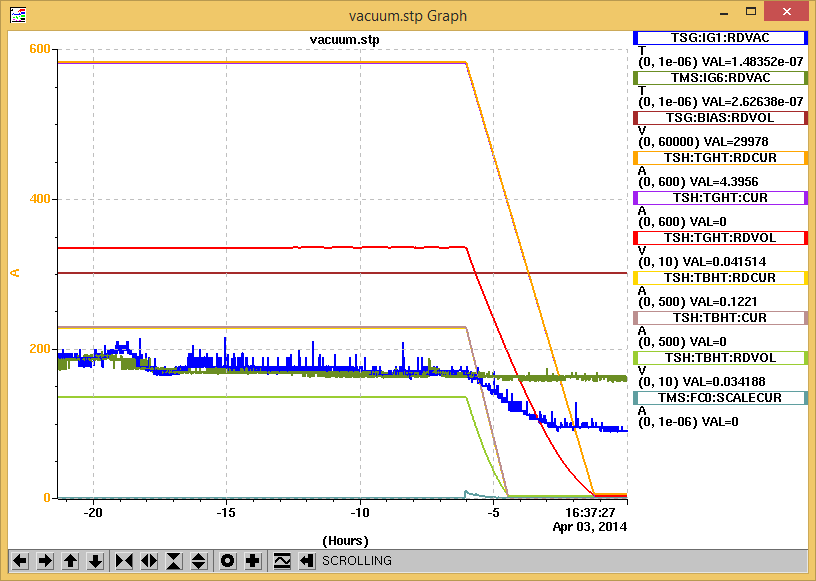 vacuum.stp Graph
vacuum.stp
600
400
200
0
A
-20
-15
-10
-5
16:37:27
Apr 03, 2014
(Hours)
TSG:IG1:RDVAC
T
(0, 1e-06) VAL=1.48352e-07
TMS:IG6:RDVAC
T
(0, 1e-06) VAL=2.62638e-07
TSG:BIAS:RDVOL
V
(0, 60000) VAL=29978
TSH:TGHT:RDCUR
A
(0, 600) VAL=4.3956
TSH:TGHT:CUR
A
(0, 600) VAL=0
TSH:TGHT:RDVOL
V
(0, 10) VAL=0.041514
TSH:TBHT:RDCUR
A
(0, 500) VAL=0.1221
TSH:TBHT:CUR
A
(0, 500) VAL=0
TSH:TBHT:RDVOL
V
(0, 10) VAL=0.034188
TMS:FC0:SCALECUR
A
(0, 1e-06) VAL=0
SCROLLING